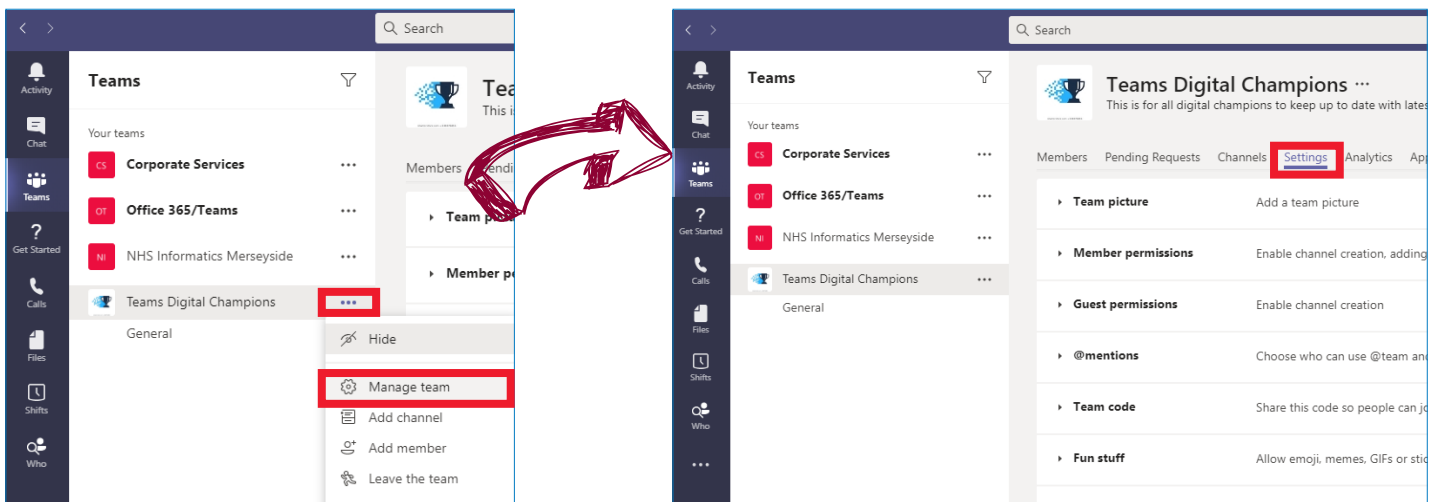 Search
Activity
Chat
Teams
Get Started
Calls
Files
Shifts
Who
Teams
Your teams
CS Corporate Services
OT Office 365/Teams
NI NHS Informatics Merseyside
Teams Digital Champions
General
This i
Members
Team
Member pe
Hide
Manage team
Add channel
Add member
Leave the team
Search
Activity
Chat
Teams
Get Started
Calls
Files
Shifts
Who
Teams
Your teams
CS Corporate Services
OT Office 365/Teams
NI NHS Informatics Merseyside
Teams Digital Champions
General
Teams Digital Champions
This is for all digital champions to keep up to date with lates
Members Pending Requests Channels Settings Analytics Ap
Team picture Add a team picture
Member permissions Enable channel creation, adding
Guest permissions Enable channel creation
@mentions Choose who can use @team an
Team code Share this code so people can jo
Fun stuff Allow emoji, memes, GIFs or stic